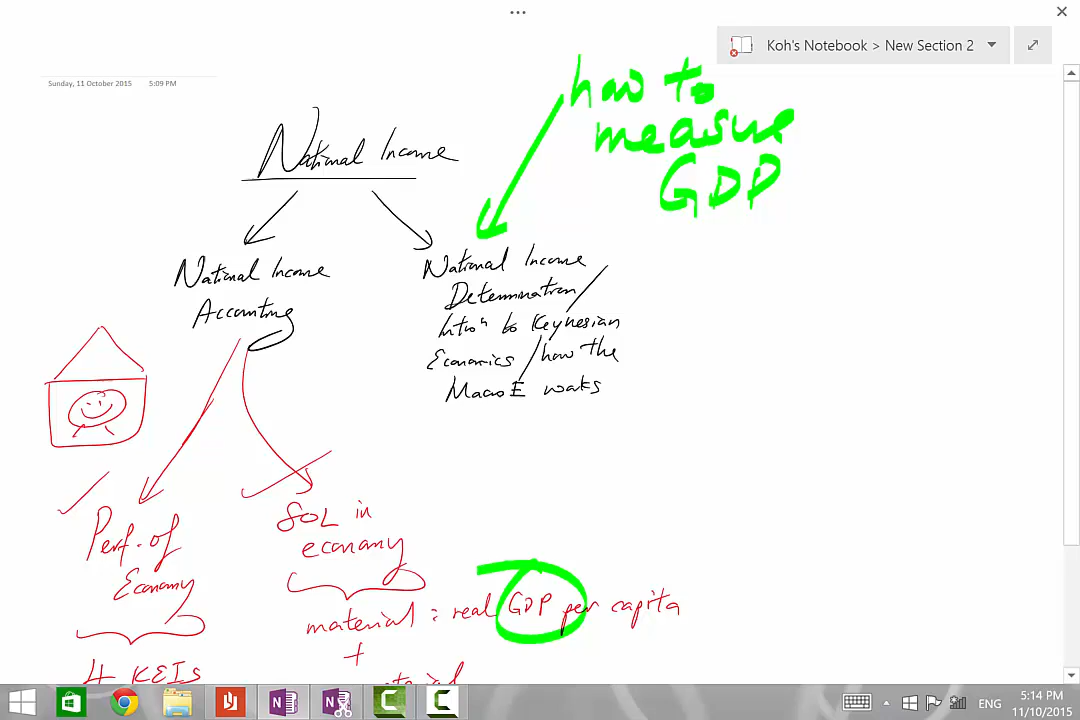 Koh's Notebook > New Section 2
Sunday, 11 October 2015 5:09 PM
how to
measure
GDP
National Income
National Income
Accounting
National Income
Determination /
Introⁿ to Keynesian
Economics / how the
Macro E works
Perf. of
Economy
4 KEIs
SOL in
economy
material : real GDP per capita
+
ENG
5:14 PM
11/10/2015